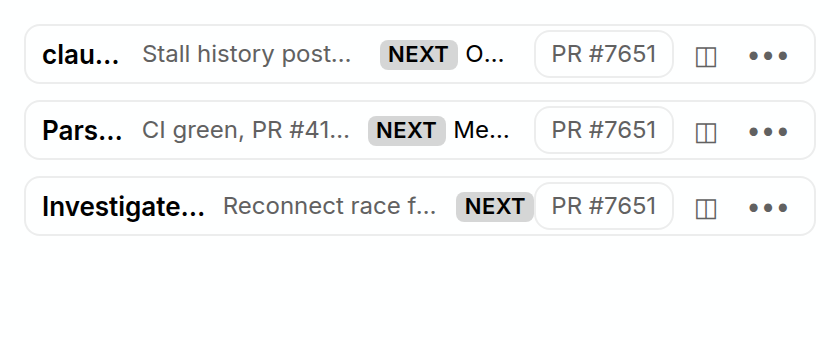 clau... Stall history post... NEXT O... PR #7651
Pars... CI green, PR #41... NEXT Me... PR #7651
Investigate... Reconnect race f... NEXT PR #7651